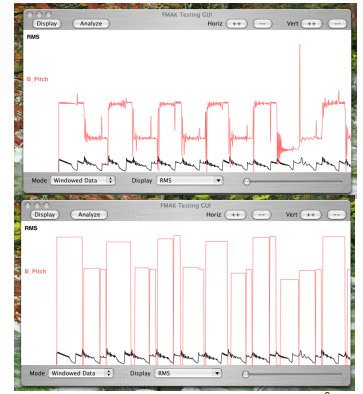 FMAK Testing GUI
Display Analyze Horiz ++ -- Vert ++ --
RMS
B_Pitch
Mode Windowed Data Display RMS
FMAK Testing GUI
Display Analyze Horiz ++ -- Vert ++ --
RMS
B_Pitch
Mode Windowed Data Display RMS